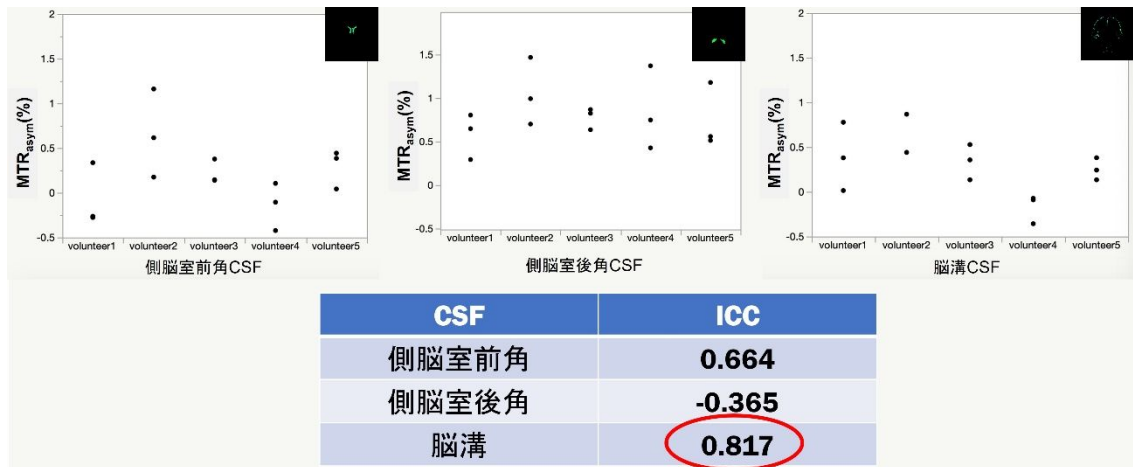 2
1.5
1
0.5
0
-0.5
MTRasym(%)
volunteer1 volunteer2 volunteer3 volunteer4 volunteer5
側脳室前角CSF
1.5
1
0.5
0
-0.5
MTRasym(%)
volunteer1 volunteer2 volunteer3 volunteer4 volunteer5
側脳室後角CSF
2
1.5
1
0.5
0
-0.5
MTRasym(%)
volunteer1 volunteer2 volunteer3 volunteer4 volunteer5
脳溝CSF
CSF ICC
側脳室前角 0.664
側脳室後角 -0.365
脳溝 0.817